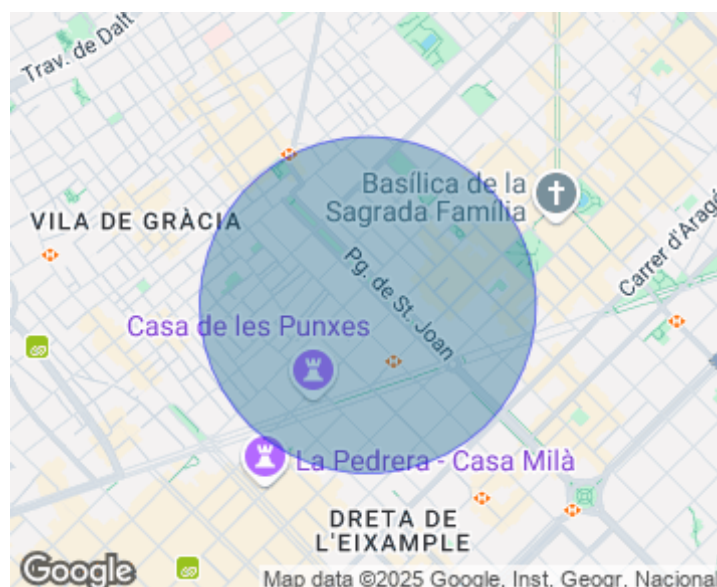 Trav. de Dalt
Basílica de la
Sagrada Família
VILA DE GRÀCIA
Carrer d'Aragó
Pg. de St. Joan
Casa de les Punxes
La Pedrera - Casa Milà
DRETA DE
L'EIXAMPLE
Google
Map data ©2025 Google, Inst. Geogr. Nacional